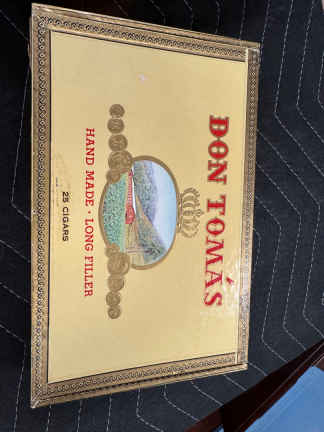 DON TOMÁS
HAND MADE · LONG FILLER
25 CIGARS